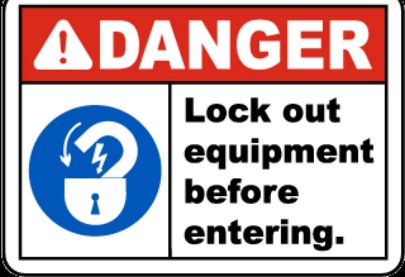 DANGER
Lock out
equipment
before
entering.